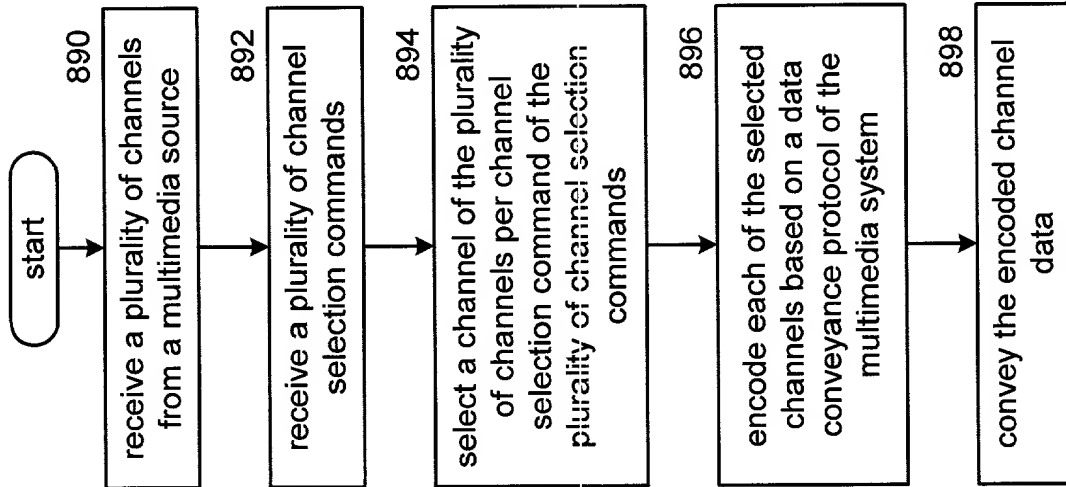 start
890
receive a plurality of channels
from a multimedia source
892
receive a plurality of channel
selection commands
894
select a channel of the plurality
of channels per channel
selection command of the
plurality of channel selection
commands
896
encode each of the selected
channels based on a data
conveyance protocol of the
multimedia system
898
convey the encoded channel
data